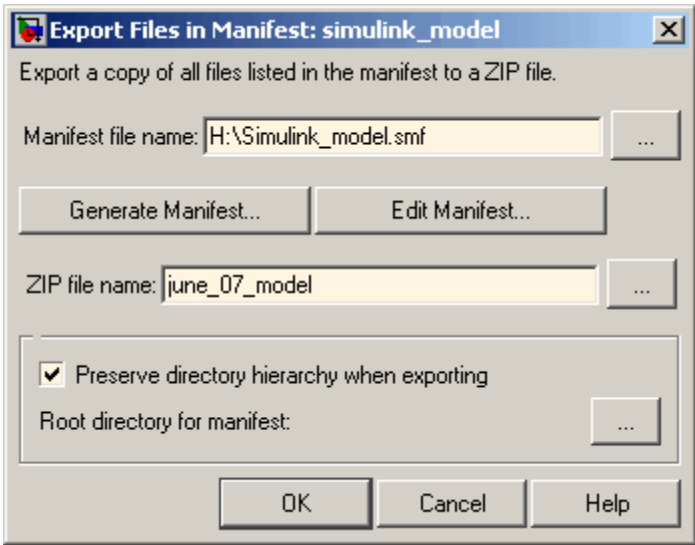 Export Files in Manifest: simulink_model
Export a copy of all files listed in the manifest to a ZIP file.
Manifest file name: H:\Simulink_model.smf ...
Generate Manifest... Edit Manifest...
ZIP file name: june_07_model ...
Preserve directory hierarchy when exporting
Root directory for manifest: ...
OK Cancel Help